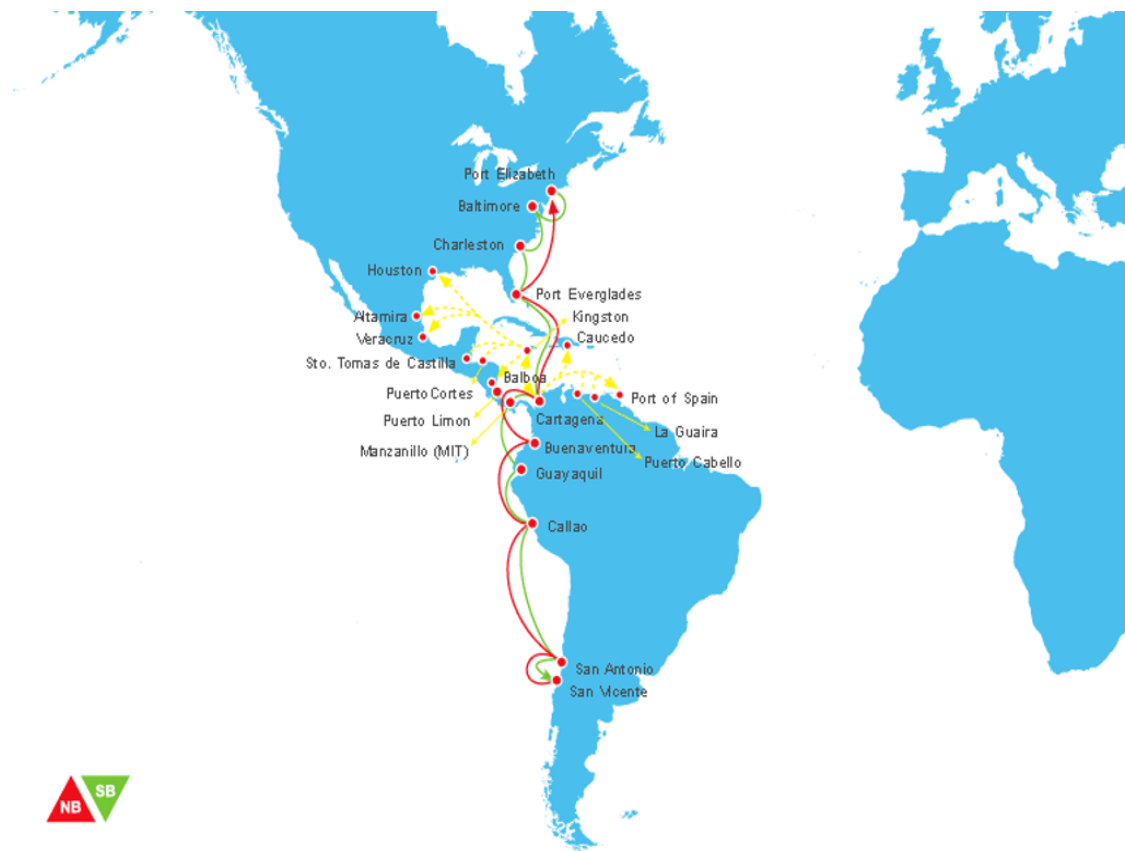 Port Elizabeth
Baltimore
Charleston
Houston
Port Everglades
Altamira
Kingston
Veracruz
Caucedo
Sto. Tomas de Castilla
Balboa
Puerto Cortes
Port of Spain
Puerto Limon
Cartagena
La Guaira
Manzanillo (MIT)
Buenaventura
Puerto Cabello
Guayaquil
Callao
San Antonio
San Vicente
NB
SB